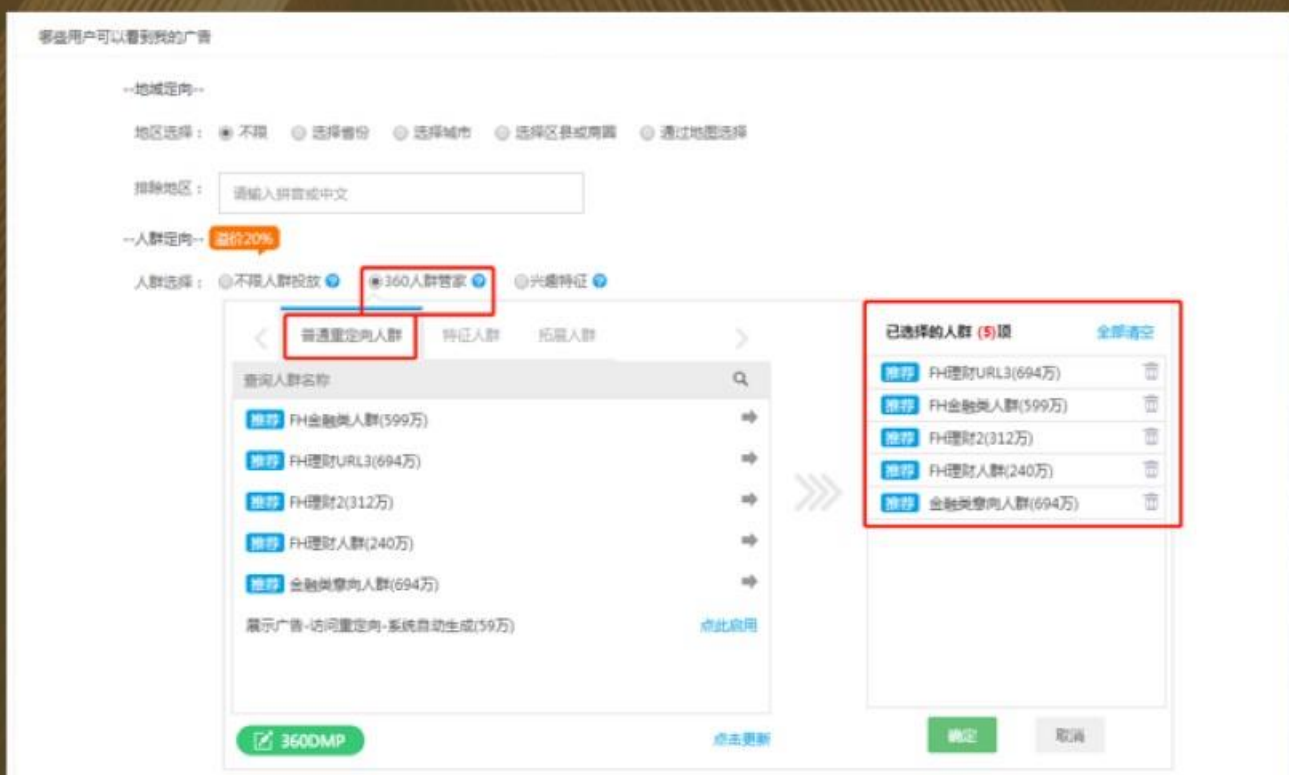 哪些用户可以看到我的广告
--地域定向--
地区选择： 不限 选择省份 选择城市 选择区县或商圈 通过地图选择
排除地区： 请输入拼音或中文
--人群定向-- 溢价20%
人群选择： 不限人群投放 360人群管家 兴趣特征
普通重定向人群 特征人群 拓展人群
查询人群名称
推荐 FH金融类人群(599万)
推荐 FH理财URL3(694万)
推荐 FH理财2(312万)
推荐 FH理财人群(240万)
推荐 金融类意向人群(694万)
展示广告-访问重定向-系统自动生成(59万) 点此启用
360DMP 点击更新
已选择的人群 (5)项 全部清空
推荐 FH理财URL3(694万)
推荐 FH金融类人群(599万)
推荐 FH理财2(312万)
推荐 FH理财人群(240万)
推荐 金融类意向人群(694万)
确定 取消